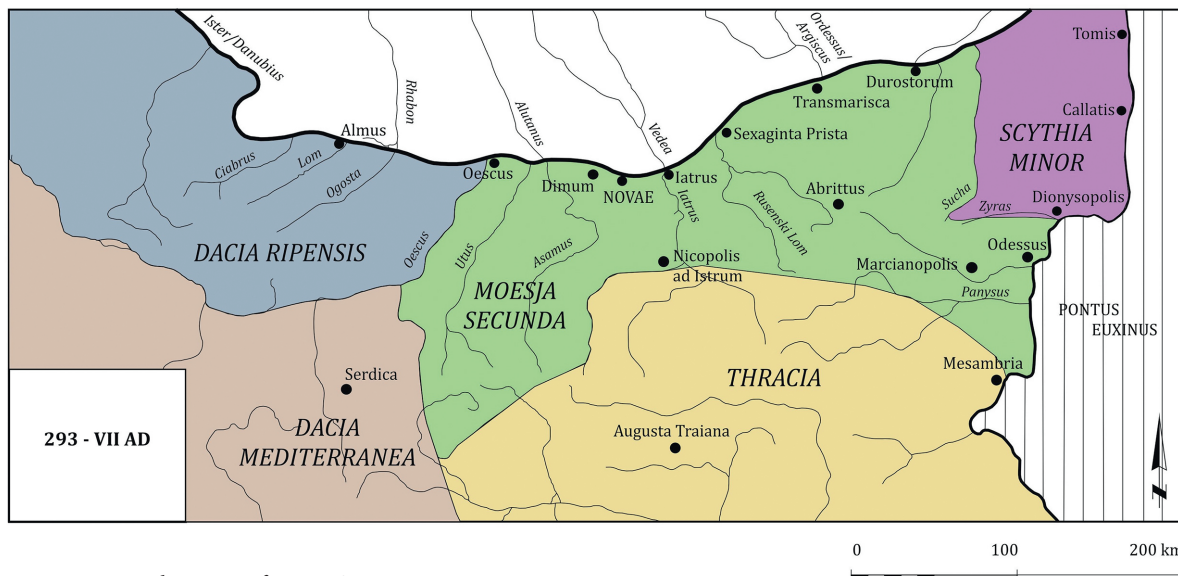 Ister/Danubius
Rhabon
Alutanus
Vedea
Ordessus/
Argiscus
Tomis
Durostorum
Transmarisca
Callatis
Almus
Sexaginta Prista
SCYTHIA
MINOR
Ciabrus
Lom
Ogosta
Oescus
Dimum
NOVAE
Iatrus
Iatrus
Abrittus
Rusenski Lom
Sucha
Zyras
Dionysopolis
DACIA RIPENSIS
Oescus
Utus
Asamus
Nicopolis
ad Istrum
Marcianopolis
Odessus
MOESJA
SECUNDA
Panysus
PONTUS
EUXINUS
Serdica
THRACIA
Mesambria
293 - VII AD
DACIA
MEDITERRANEA
Augusta Traiana
0 100 200 km